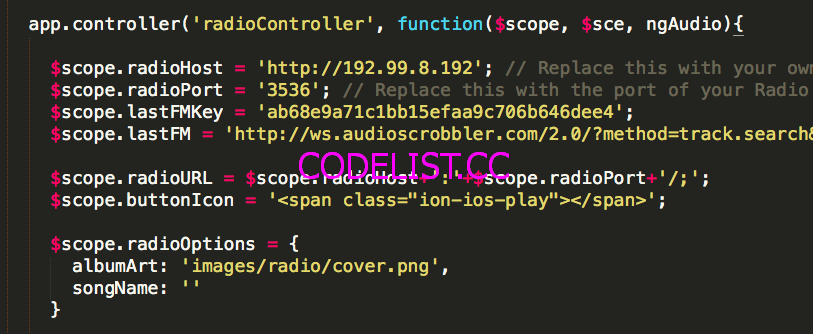 app.controller('radioController', function($scope, $sce, ngAudio){
$scope.radioHost = 'http://192.99.8.192'; // Replace this with your own
$scope.radioPort = '3536'; // Replace this with the port of your Radio
$scope.lastFMKey = 'ab68e9a71c1bb15efaa9c706b646dee4';
$scope.lastFM = 'http://ws.audioscrobbler.com/2.0/?method=track.search&
CODELIST.CC
$scope.radioURL = $scope.radioHost+':'+$scope.radioPort+'/;';
$scope.buttonIcon = '<span class="ion-ios-play"></span>';
$scope.radioOptions = {
albumArt: 'images/radio/cover.png',
songName: ''
}